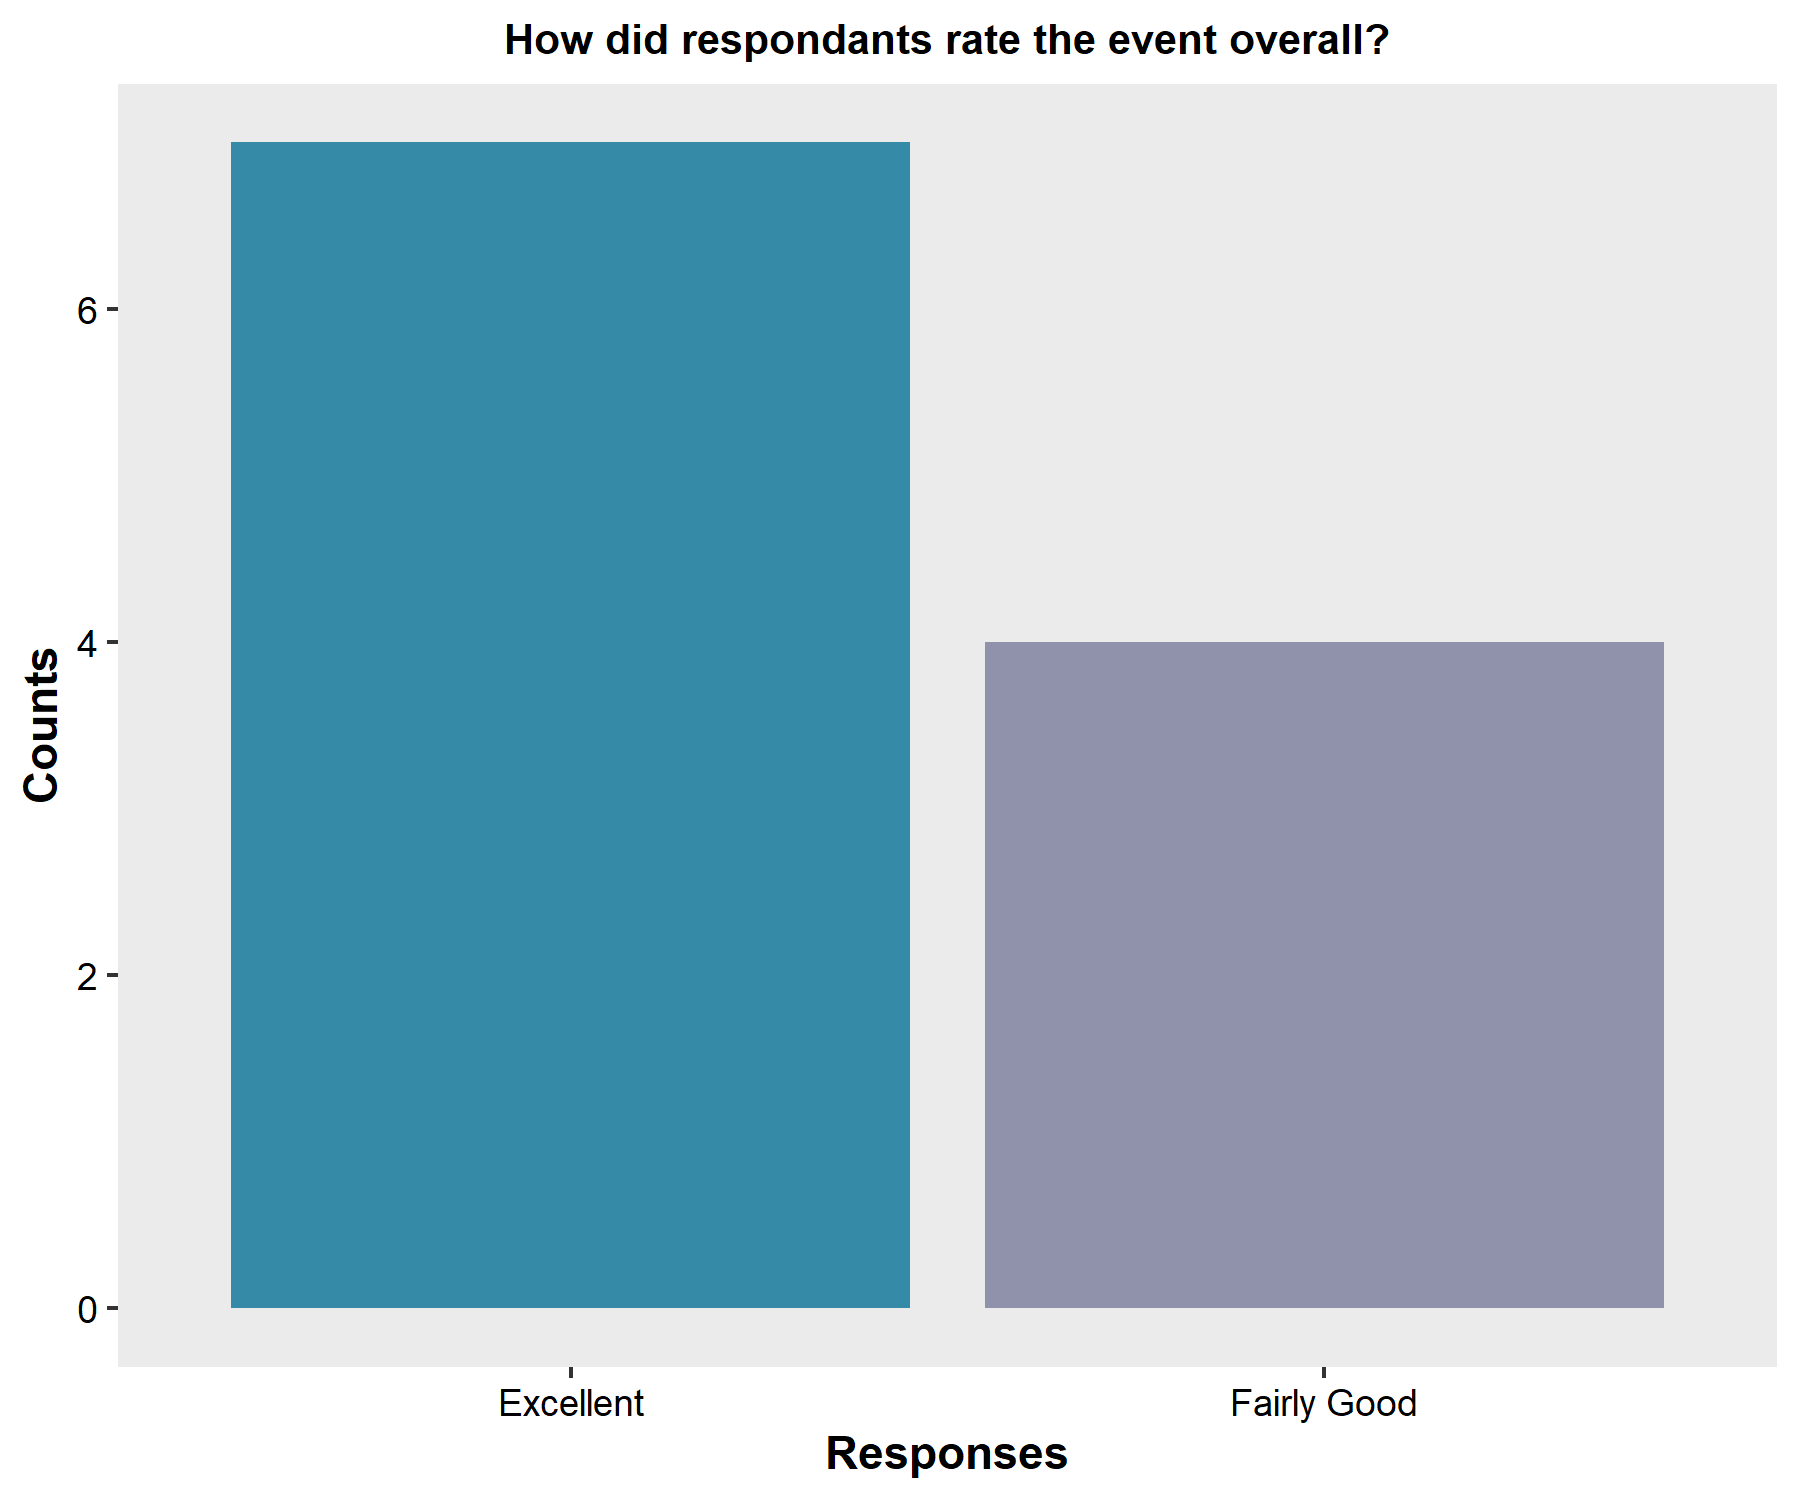 How did respondants rate the event overall?
Counts
6
4
2
0
Excellent
Fairly Good
Responses